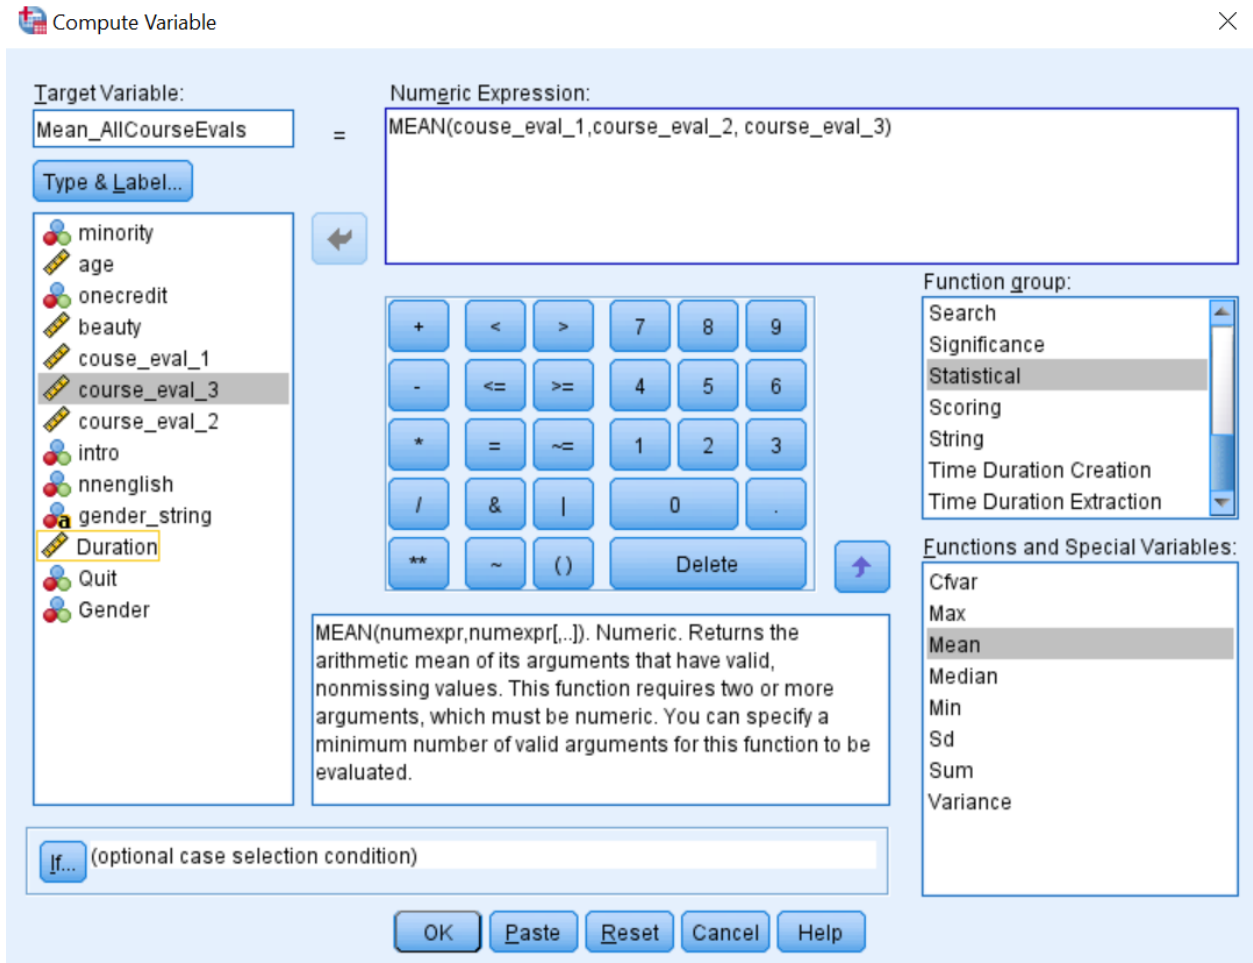 Compute Variable
Target Variable:
Mean_AllCourseEvals
=
Numeric Expression:
MEAN(couse_eval_1,course_eval_2, course_eval_3)
Type & Label...
minority
age
onecredit
beauty
couse_eval_1
course_eval_3
course_eval_2
intro
nnenglish
a gender_string
Duration
Quit
Gender
+ < > 7 8 9
- <= >= 4 5 6
* = ~= 1 2 3
/ & | 0 .
** ~ () Delete
Function group:
Search
Significance
Statistical
Scoring
String
Time Duration Creation
Time Duration Extraction
Functions and Special Variables:
Cfvar
Max
Mean
Median
Min
Sd
Sum
Variance
MEAN(numexpr,numexpr[,..]). Numeric. Returns the
arithmetic mean of its arguments that have valid,
nonmissing values. This function requires two or more
arguments, which must be numeric. You can specify a
minimum number of valid arguments for this function to be
evaluated.
If... (optional case selection condition)
OK Paste Reset Cancel Help